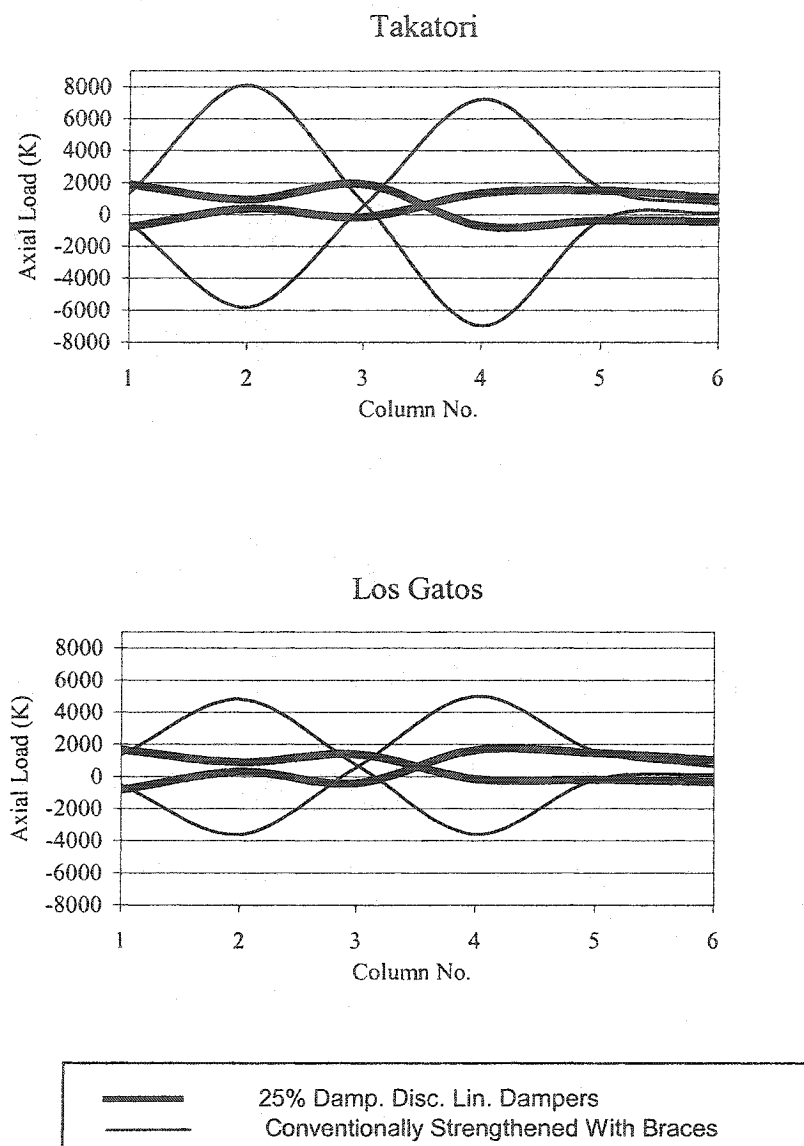 Takatori
8000
6000
4000
2000
0
-2000
-4000
-6000
-8000
Axial Load (K)
1 2 3 4 5 6
Column No.
Los Gatos
8000
6000
4000
2000
0
-2000
-4000
-6000
-8000
Axial Load (K)
1 2 3 4 5 6
Column No.
25% Damp. Disc. Lin. Dampers
Conventionally Strengthened With Braces